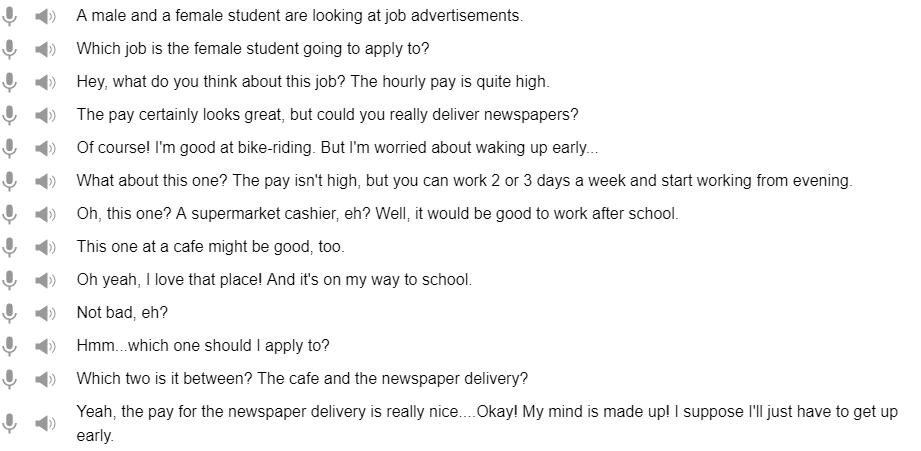 A male and a female student are looking at job advertisements.
Which job is the female student going to apply to?
Hey, what do you think about this job? The hourly pay is quite high.
The pay certainly looks great, but could you really deliver newspapers?
Of course! I'm good at bike-riding. But I'm worried about waking up early...
What about this one? The pay isn't high, but you can work 2 or 3 days a week and start working from evening.
Oh, this one? A supermarket cashier, eh? Well, it would be good to work after school.
This one at a cafe might be good, too.
Oh yeah, I love that place! And it's on my way to school.
Not bad, eh?
Hmm...which one should I apply to?
Which two is it between? The cafe and the newspaper delivery?
Yeah, the pay for the newspaper delivery is really nice....Okay! My mind is made up! I suppose I'll just have to get up
early.